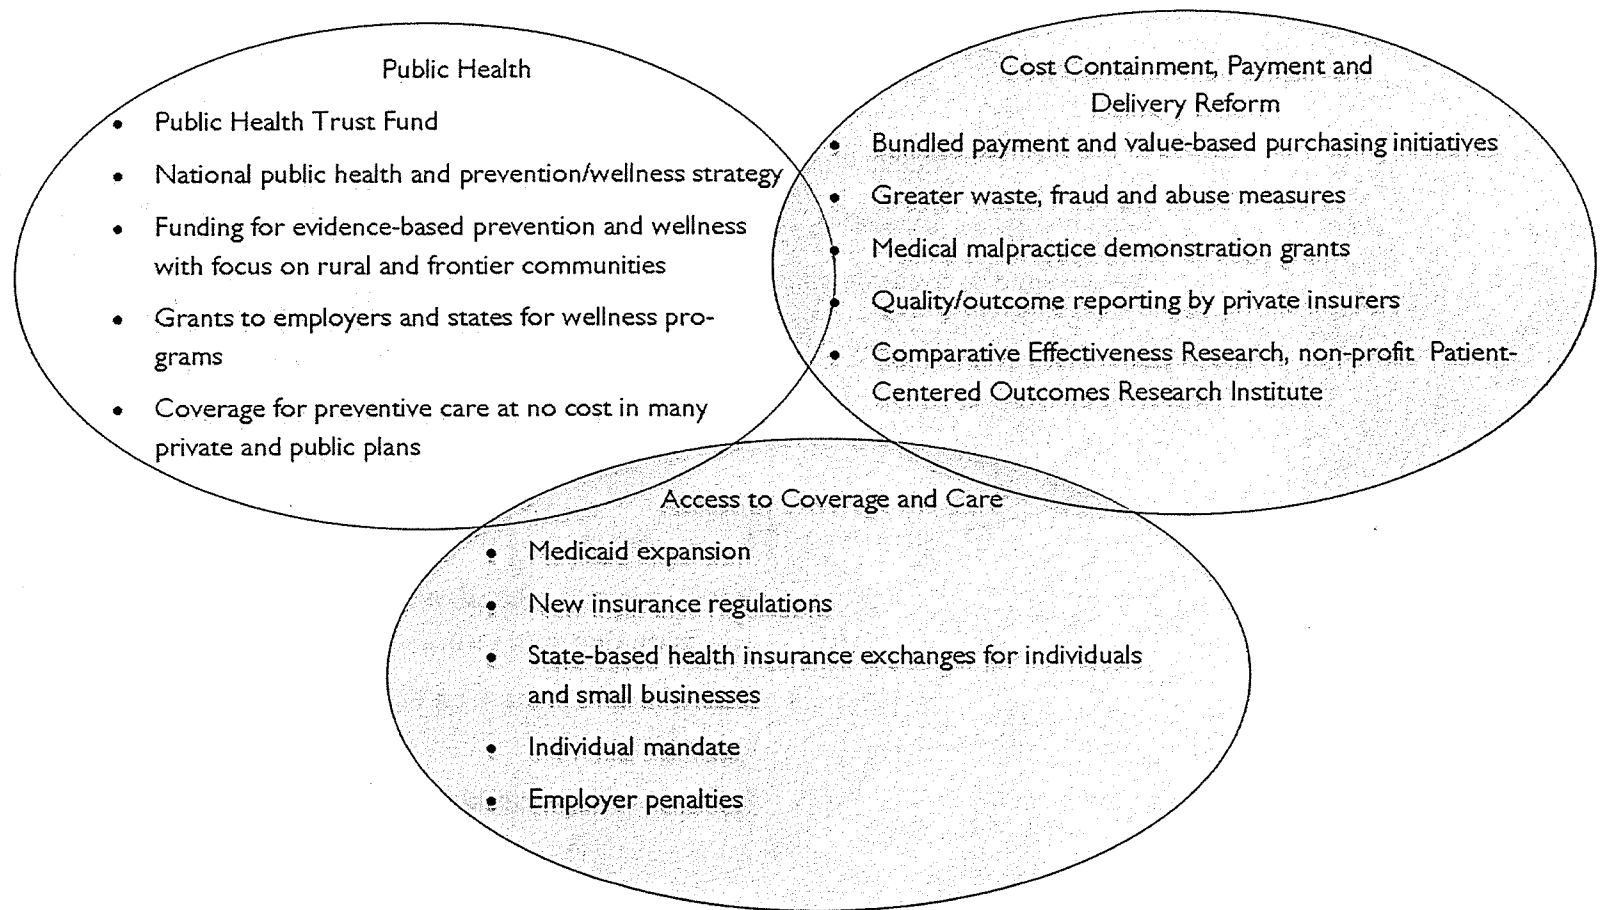 Public Health
• Public Health Trust Fund
• National public health and prevention/wellness strategy
• Funding for evidence-based prevention and wellness
with focus on rural and frontier communities
• Grants to employers and states for wellness pro-
grams
• Coverage for preventive care at no cost in many
private and public plans
Cost Containment, Payment and
Delivery Reform
• Bundled payment and value-based purchasing initiatives
• Greater waste, fraud and abuse measures
• Medical malpractice demonstration grants
• Quality/outcome reporting by private insurers
• Comparative Effectiveness Research, non-profit Patient-
Centered Outcomes Research Institute
Access to Coverage and Care
• Medicaid expansion
• New insurance regulations
• State-based health insurance exchanges for individuals
and small businesses
• Individual mandate
• Employer penalties